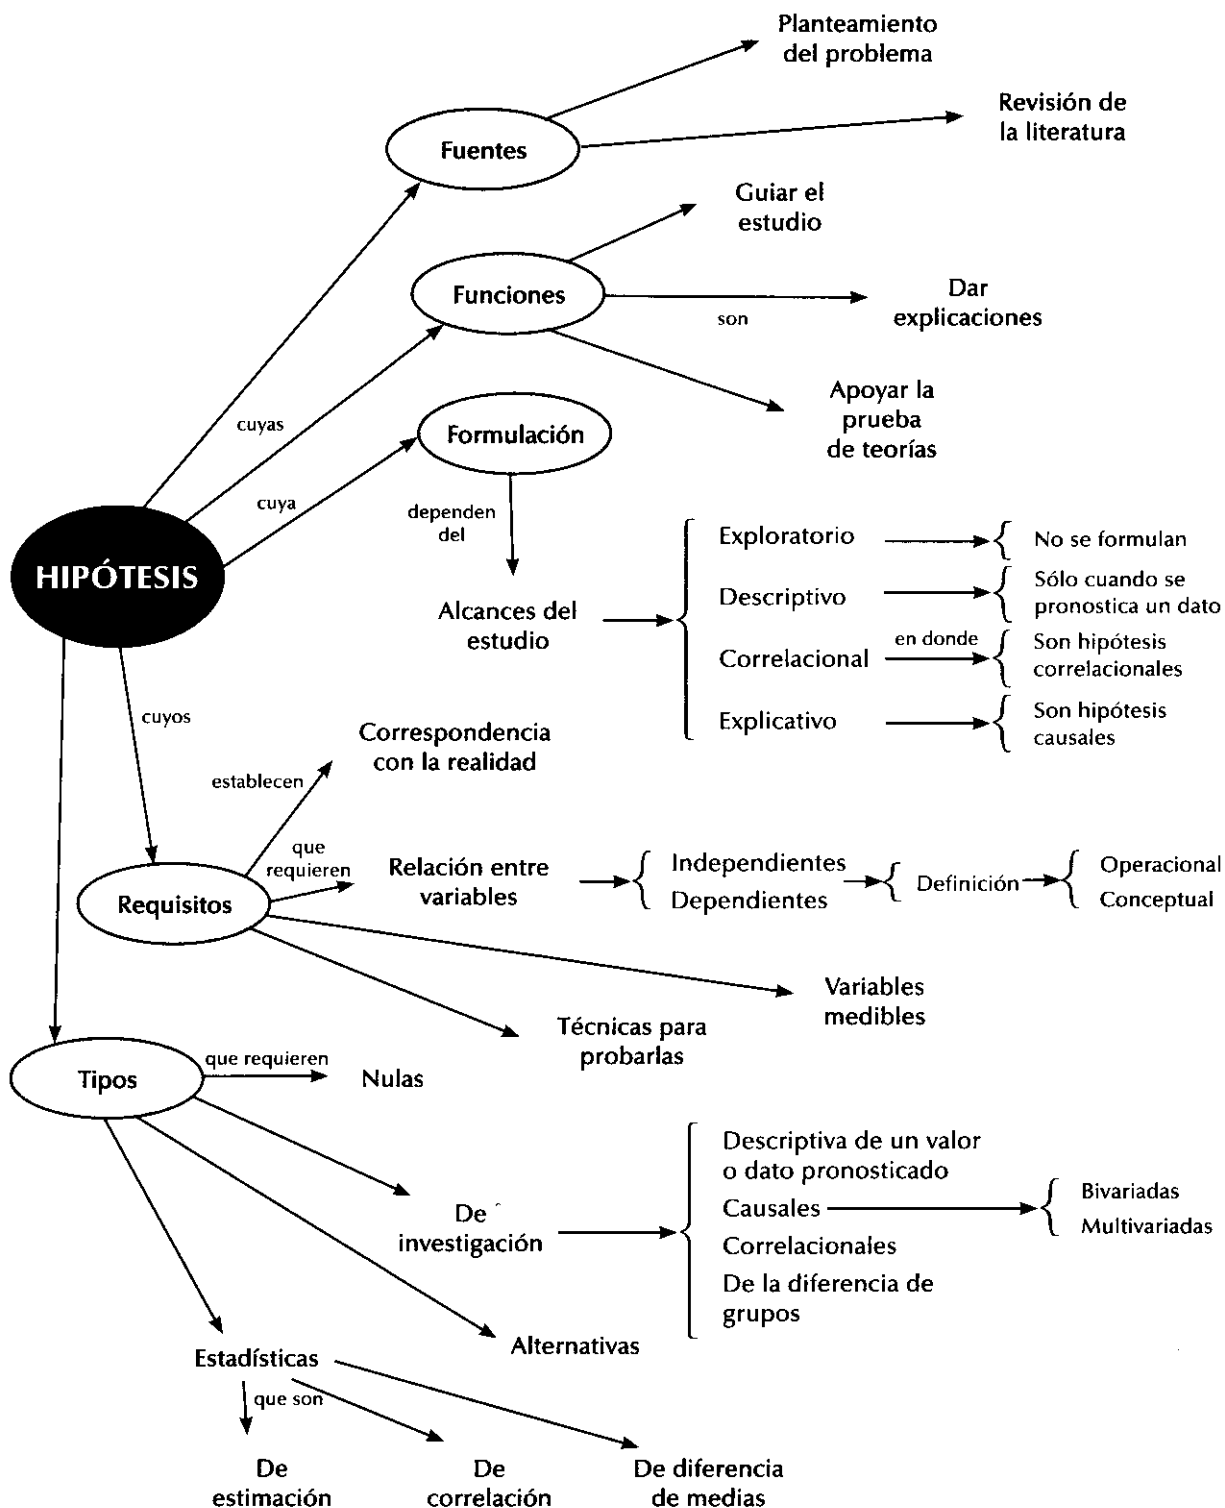 Planteamiento
del problema
Revisión de
la literatura
Fuentes
Guiar el
estudio
Funciones
son
Dar
explicaciones
Apoyar la
prueba
de teorías
cuyas
Formulación
cuya
dependen
del
HIPÓTESIS
Alcances del
estudio
Exploratorio
No se formulan
Descriptivo
Sólo cuando se
pronostica un dato
Correlacional
en donde
Son hipótesis
correlacionales
Explicativo
Son hipótesis
causales
cuyos
Correspondencia
con la realidad
establecen
que
requieren
Requisitos
Relación entre
variables
Independientes
Dependientes
Definición
Operacional
Conceptual
Variables
medibles
Técnicas para
probarlas
Tipos
que requieren
Nulas
De
investigación
Descriptiva de un valor
o dato pronosticado
Causales
Bivariadas
Multivariadas
Correlacionales
De la diferencia de
grupos
Alternativas
Estadísticas
que son
De
estimación
De
correlación
De diferencia
de medias